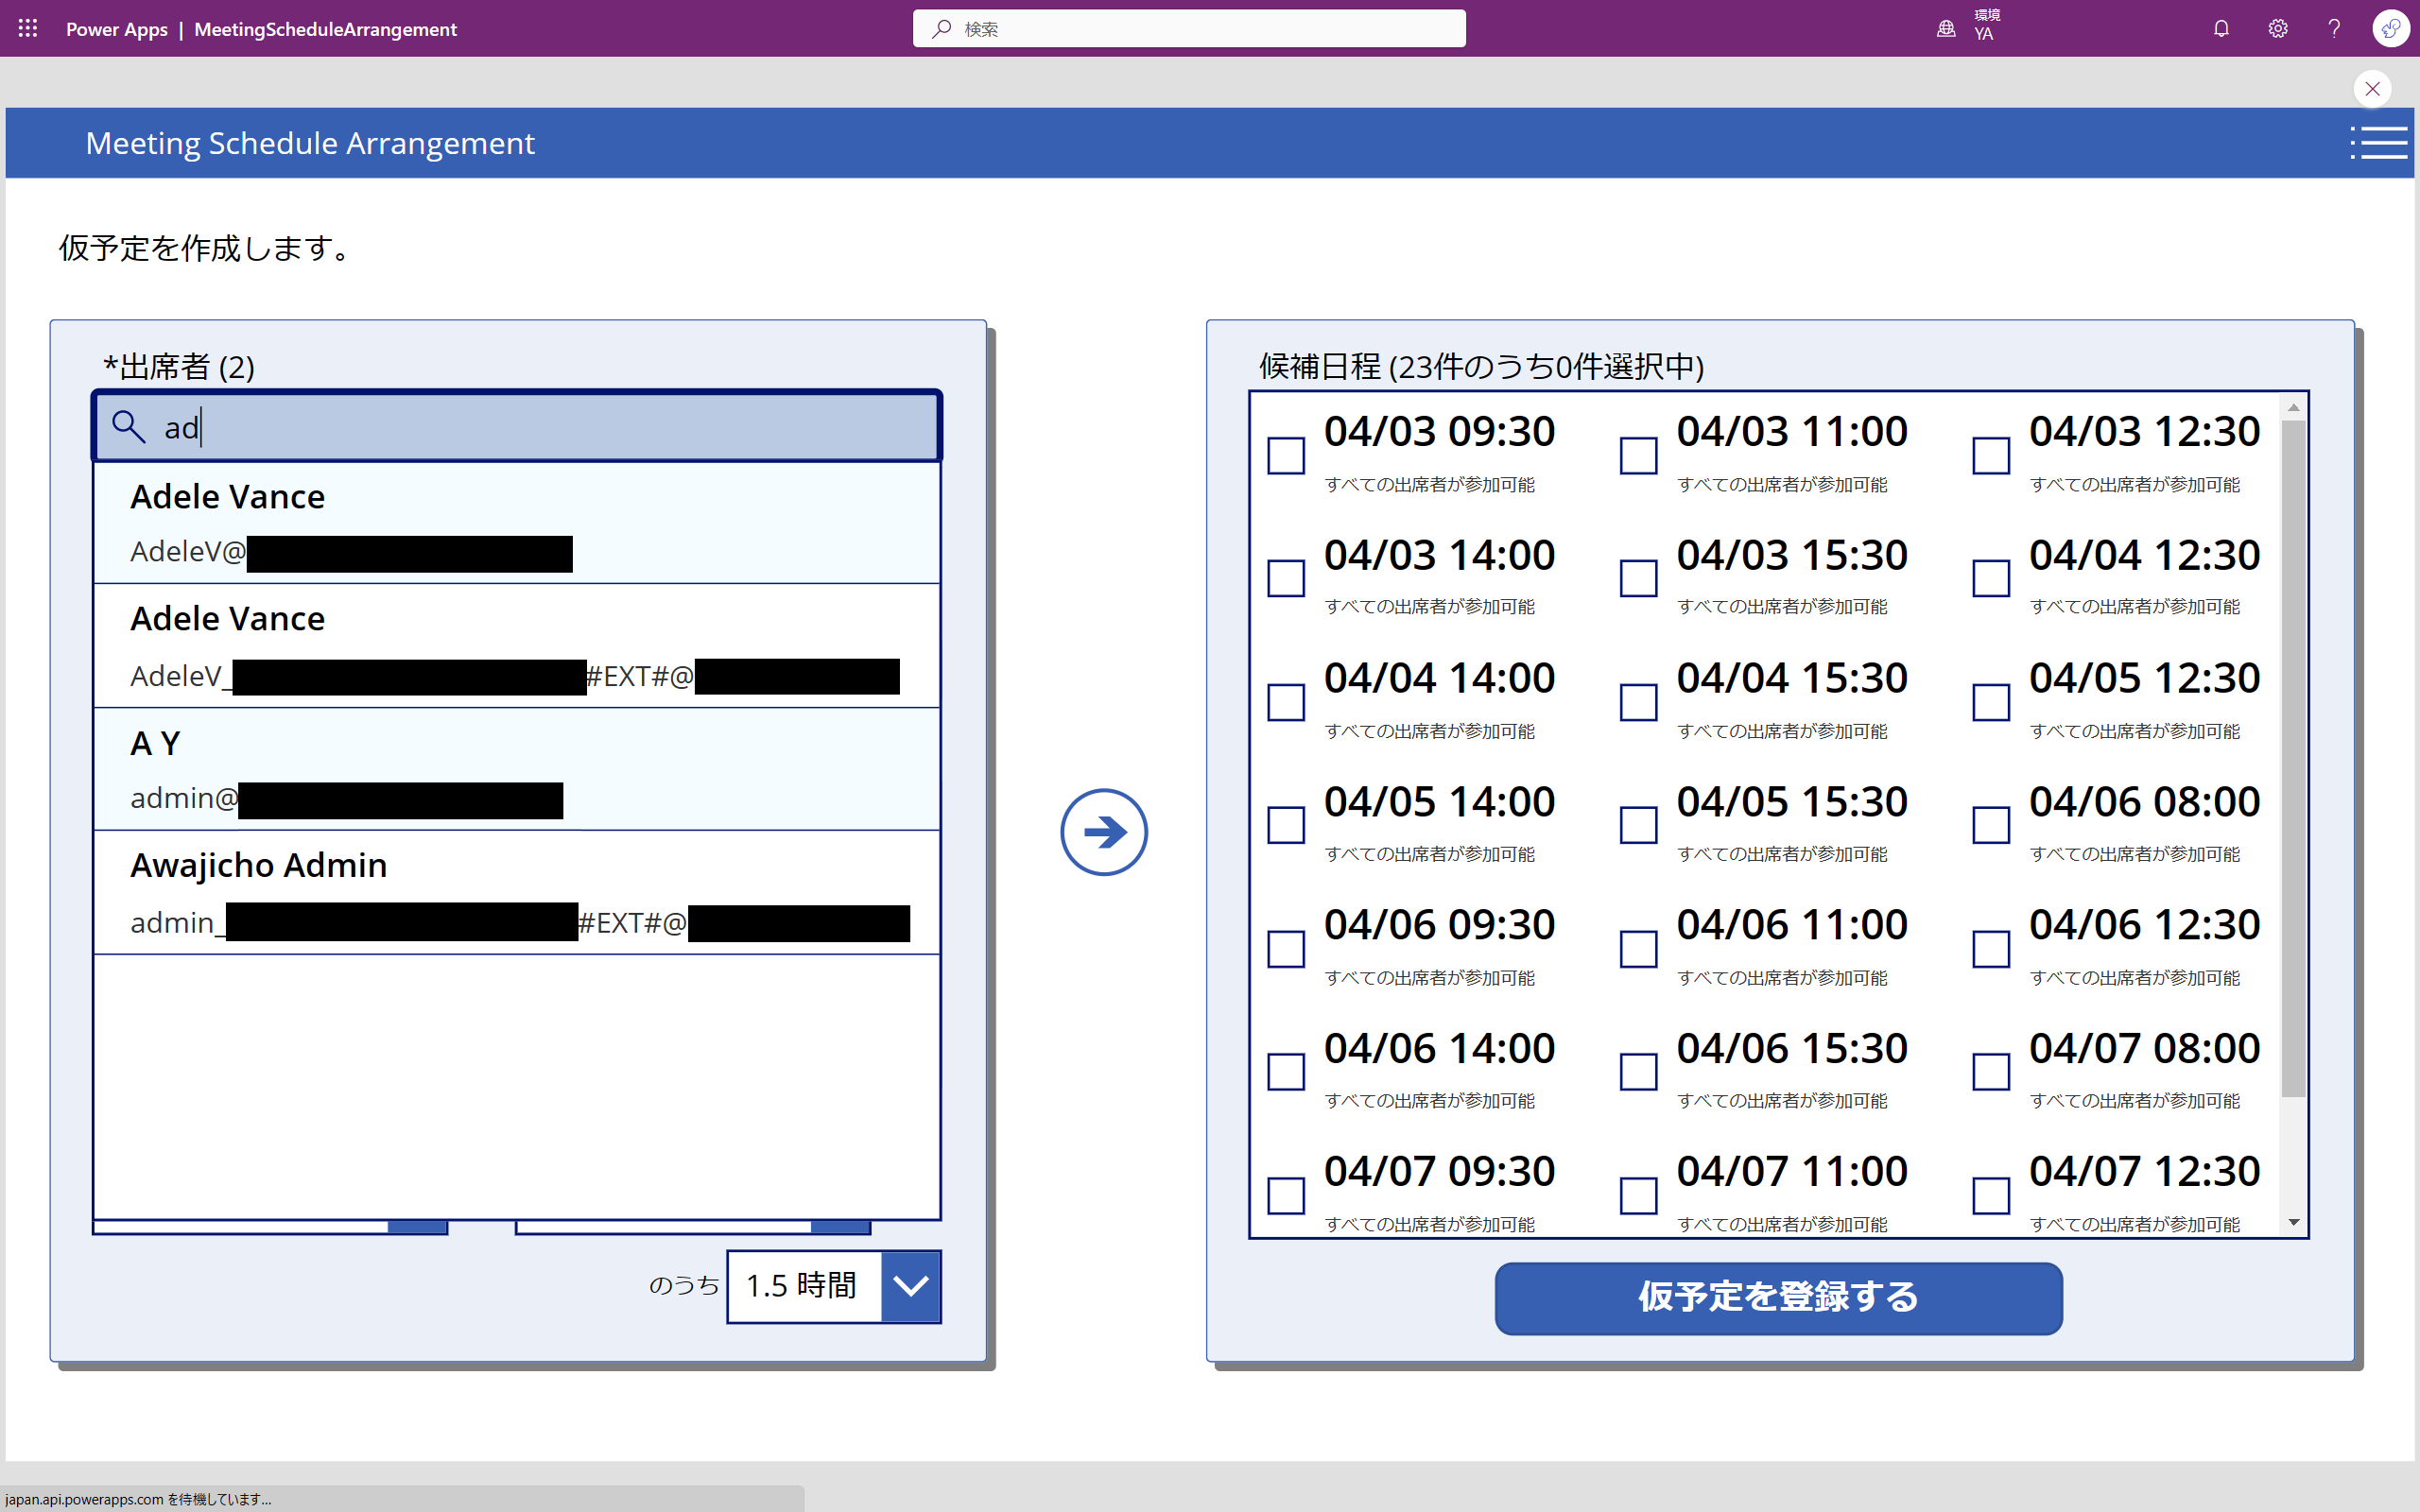 Power Apps | MeetingScheduleArrangement
検索
環境
YA
Meeting Schedule Arrangement
仮予定を作成します。
*出席者 (2)
ad
Adele Vance
AdeleV@
Adele Vance
AdeleV_ #EXT#@
A Y
admin@
Awajicho Admin
admin_ #EXT#@
のうち 1.5 時間
候補日程 (23件のうち0件選択中)
04/03 09:30 04/03 11:00 04/03 12:30
すべての出席者が参加可能 すべての出席者が参加可能 すべての出席者が参加可能
04/03 14:00 04/03 15:30 04/04 12:30
すべての出席者が参加可能 すべての出席者が参加可能 すべての出席者が参加可能
04/04 14:00 04/04 15:30 04/05 12:30
すべての出席者が参加可能 すべての出席者が参加可能 すべての出席者が参加可能
04/05 14:00 04/05 15:30 04/06 08:00
すべての出席者が参加可能 すべての出席者が参加可能 すべての出席者が参加可能
04/06 09:30 04/06 11:00 04/06 12:30
すべての出席者が参加可能 すべての出席者が参加可能 すべての出席者が参加可能
04/06 14:00 04/06 15:30 04/07 08:00
すべての出席者が参加可能 すべての出席者が参加可能 すべての出席者が参加可能
04/07 09:30 04/07 11:00 04/07 12:30
すべての出席者が参加可能 すべての出席者が参加可能 すべての出席者が参加可能
仮予定を登録する
japan.api.powerapps.com を待機しています...